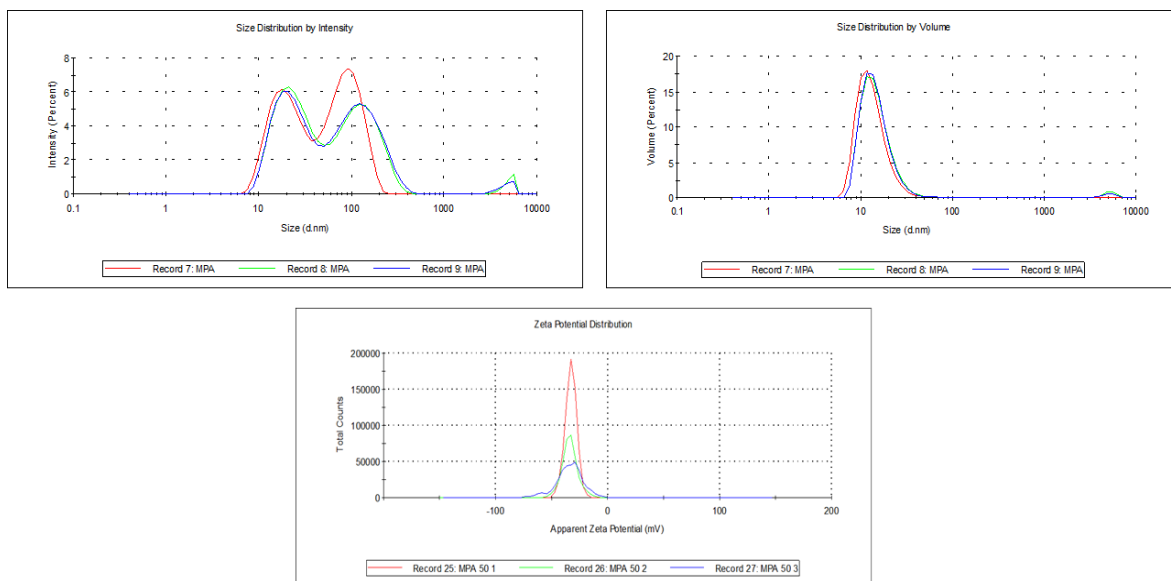 Size Distribution by Intensity
8
6
4
2
0
Intensity (Percent)
0.1
1
10
100
1000
10000
Size (d.nm)
Record 7: MPA
Record 8: MPA
Record 9: MPA
Size Distribution by Volume
20
15
10
5
0
Volume (Percent)
0.1
1
10
100
1000
10000
Size (d.nm)
Record 7: MPA
Record 8: MPA
Record 9: MPA
Zeta Potential Distribution
200000
150000
100000
50000
0
Total Counts
-100
0
100
200
Apparent Zeta Potential (mV)
Record 25: MPA 50 1
Record 26: MPA 50 2
Record 27: MPA 50 3